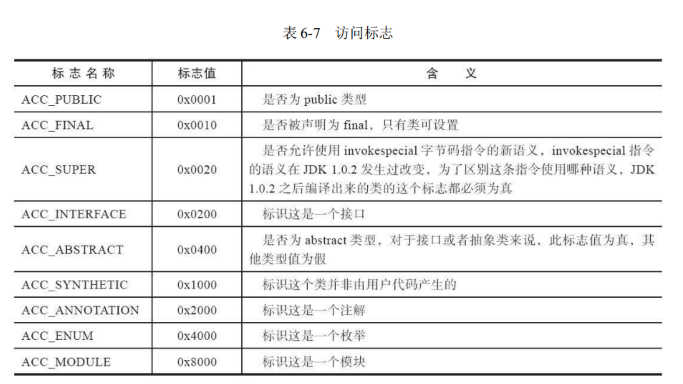 表 6-7 访问标志
标 志 名 称 标志值 含 义
ACC_PUBLIC 0x0001 是否为 public 类型
ACC_FINAL 0x0010 是否被声明为 final，只有类可设置
是否允许使用 invokespecial 字节码指令的新语义，invokespecial 指令
ACC_SUPER 0x0020 的语义在 JDK 1.0.2 发生过改变，为了区别这条指令使用哪种语义，JDK
1.0.2 之后编译出来的类的这个标志都必须为真
ACC_INTERFACE 0x0200 标识这是一个接口
ACC_ABSTRACT 0x0400 是否为 abstract 类型，对于接口或者抽象类来说，此标志值为真，其
他类型值为假
ACC_SYNTHETIC 0x1000 标识这个类并非由用户代码产生的
ACC_ANNOTATION 0x2000 标识这是一个注解
ACC_ENUM 0x4000 标识这是一个枚举
ACC_MODULE 0x8000 标识这是一个模块